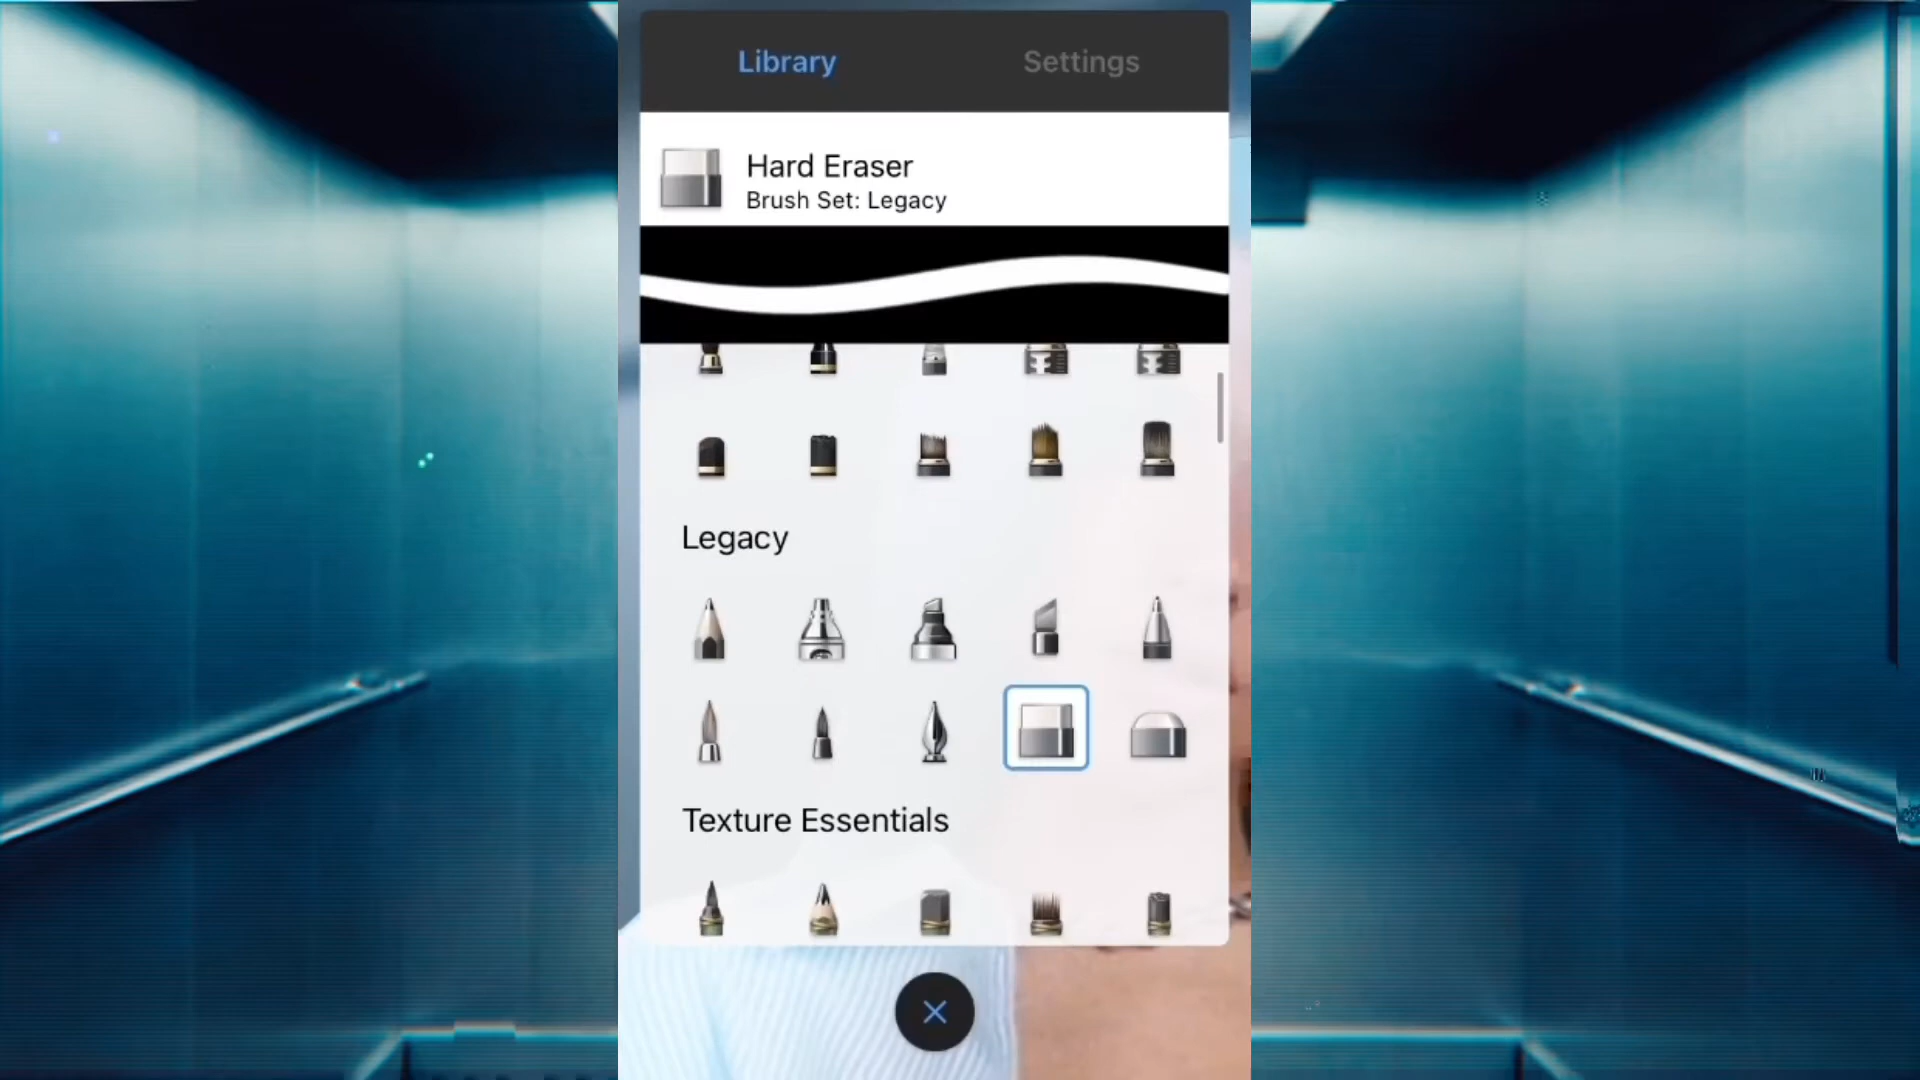 Library
Settings
Hard Eraser
Brush Set: Legacy
Legacy
Texture Essentials